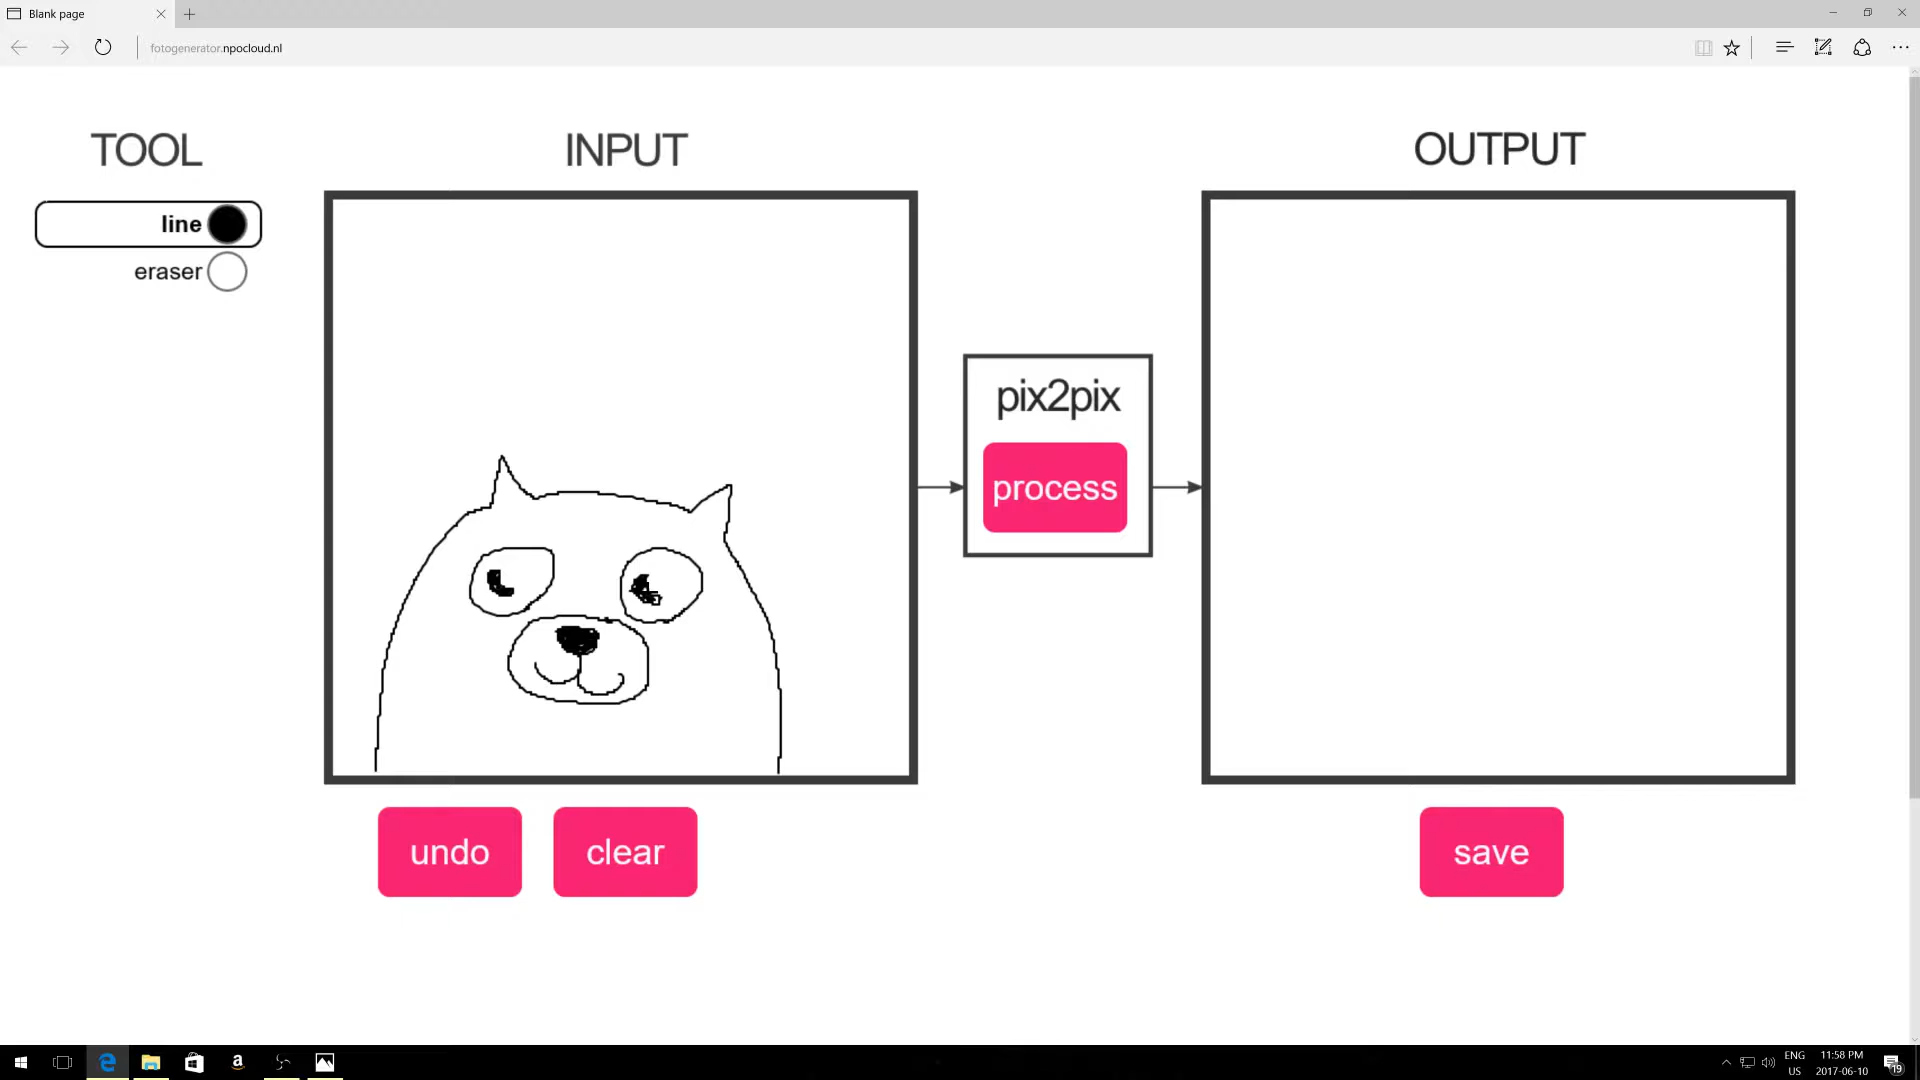 Blank page
fotogenerator.npocloud.nl
TOOL
INPUT
OUTPUT
line
eraser
pix2pix
process
undo
clear
save
ENG
US
11:58 PM
2017-06-10
19